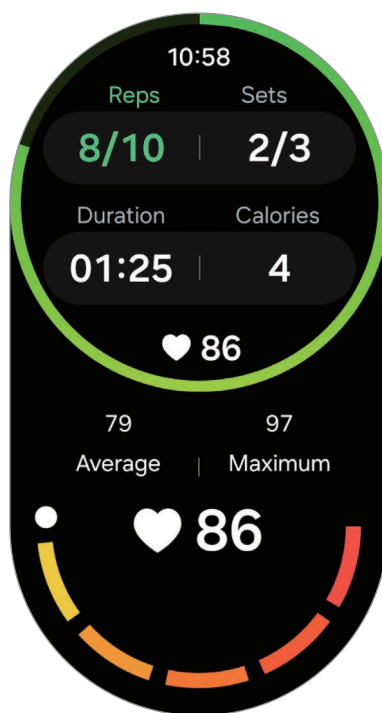 10:58
Reps Sets
8/10 2/3
Duration Calories
01:25 4
86
79 97
Average Maximum
86